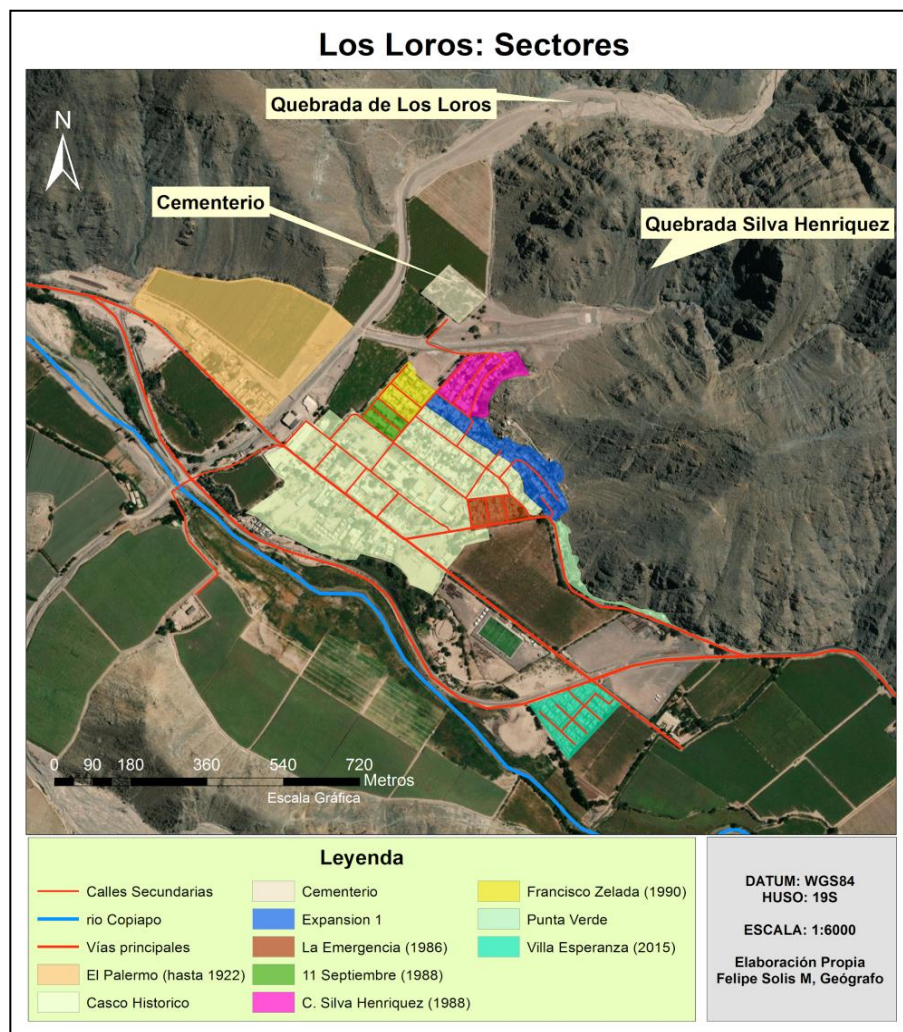 Los Loros: Sectores
Quebrada de Los Loros
N
Cementerio
Quebrada Silva Henriquez
0 90 180 360 540 720
Metros
Escala Gráfica
Leyenda
Calles Secundarias
rio Copiapo
Vías principales
El Palermo (hasta 1922)
Casco Historico
Cementerio
Expansion 1
La Emergencia (1986)
11 Septiembre (1988)
C. Silva Henriquez (1988)
Francisco Zelada (1990)
Punta Verde
Villa Esperanza (2015)
DATUM: WGS84
HUSO: 19S
ESCALA: 1:6000
Elaboración Propia
Felipe Solis M, Geógrafo